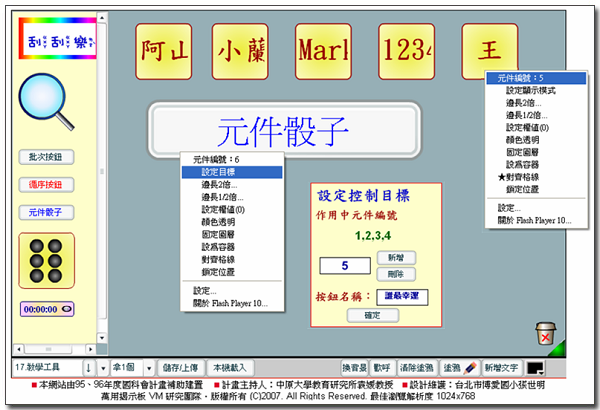 刮刮樂
阿山
小蘭
Mark
1234
王
元件骰子
元件編號：5
設定顯示模式
邊長2倍...
邊長1/2倍...
設定權值(0)
顏色透明
固定圖層
設為容器
★對齊格線
鎖定位置
設定...
關於 Flash Player 10...
元件編號：6
設定目標
邊長2倍...
邊長1/2倍...
設定權值(0)
顏色透明
固定圖層
設為容器
對齊格線
鎖定位置
設定...
關於 Flash Player 10...
設定控制目標
作用中元件編號
1,2,3,4
5
新增
刪除
按鈕名稱：
誰最幸運
確定
批次按鈕
循序按鈕
元件骰子
00:00:00
17.教學工具
拿1個
儲存/上傳
本機載入
換背景
歡呼
清除塗鴉
塗鴉
新增文字
■ 本網站由95、96年度國科會計畫補助建置 ■ 計畫主持人：中原大學教育研究所袁媛教授 ■ 設計維護：台北市博愛國小張世明
萬用揭示板 VM 研究團隊‧版權所有 (C)2007. All Rights Reserved. 最佳瀏覽解析度 1024x768